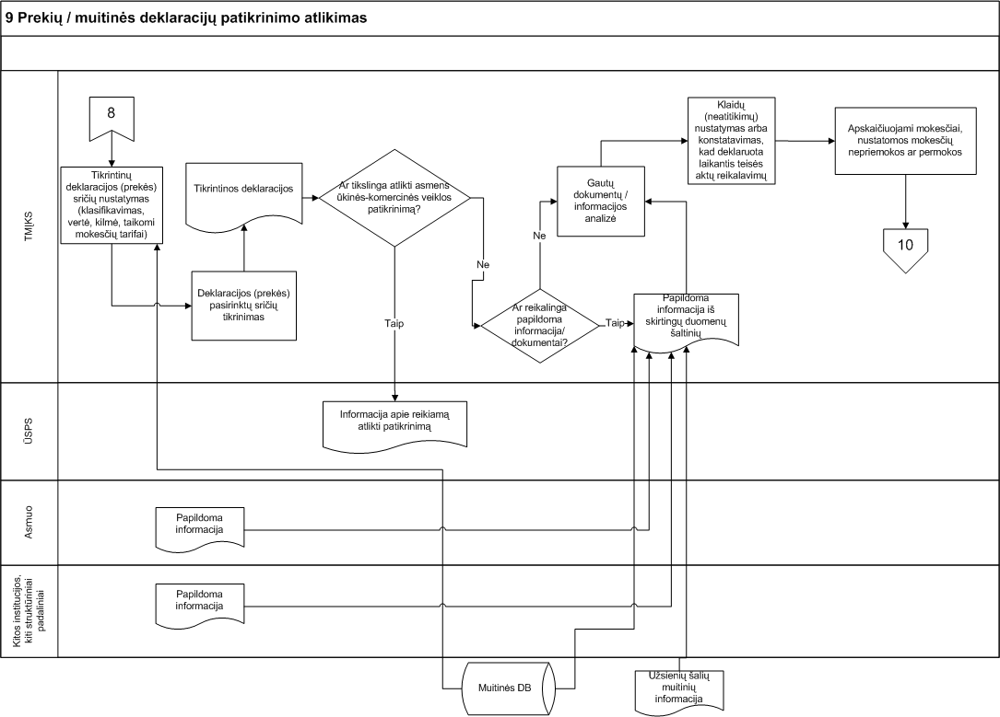 9 Prekių / muitinės deklaracijų patikrinimo atlikimas
TMĮKS
8
Tikrintinų
deklaracijos (prekės)
sričių nustatymas
(klasifikavimas,
vertė, kilmė, taikomi
mokesčių tarifai)
Tikrintinos deklaracijos
Deklaracijos (prekės)
pasirinktų sričių
tikrinimas
Ar tikslinga atlikti asmens
ūkinės-komercinės veiklos
patikrinimą?
Ne
Taip
Ar reikalinga
papildoma
informacija/
dokumentai?
Ne
Taip
Gautų
dokumentų /
informacijos
analizė
Papildoma
informacija iš
skirtingų duomenų
šaltinių
Klaidų
(neatitikimų)
nustatymas arba
konstatavimas,
kad deklaruota
laikantis teisės
aktų reikalavimų
Apskaičiuojami mokesčiai,
nustatomos mokesčių
nepriemokos ar permokos
10
ŪSPS
Informacija apie reikiamą
atlikti patikrinimą
Asmuo
Papildoma
informacija
Kitos institucijos,
kiti struktūriniai
padaliniai
Papildoma
informacija
Muitinės DB
Užsienių šalių
muitinių
informacija